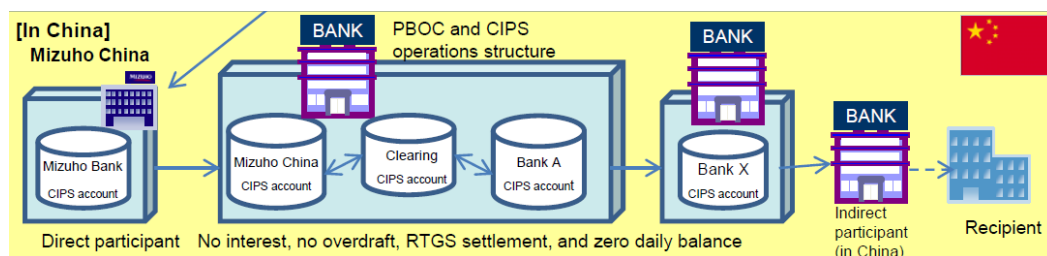 [In China]
Mizuho China
MIZUHO
BANK
PBOC and CIPS
operations structure
BANK
BANK
Mizuho Bank
CIPS account
Mizuho China
CIPS account
Clearing
CIPS account
Bank A
CIPS account
Bank X
CIPS account
Indirect
participant
(in China)
Recipient
Direct participant
No interest, no overdraft, RTGS settlement, and zero daily balance